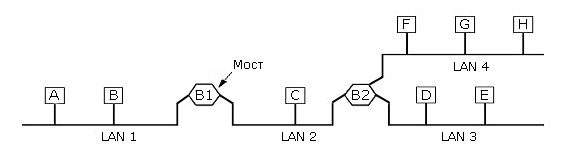 F G H
Мост
LAN 4
A B B1 C B2 D E
LAN 1 LAN 2 LAN 3